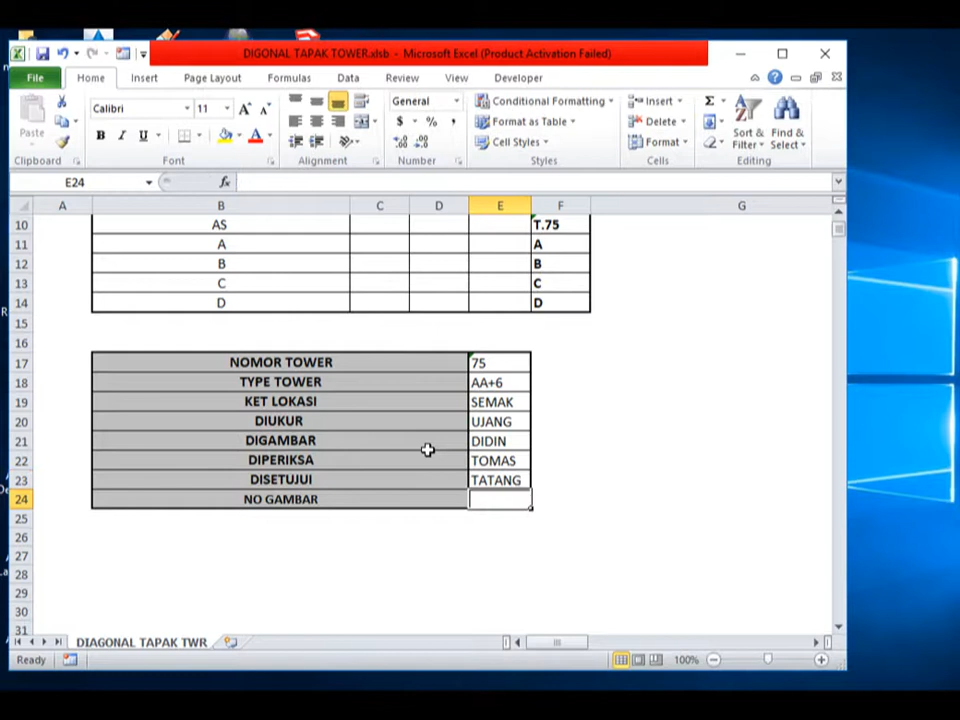 DIGONAL TAPAK TOWER.xlsb - Microsoft Excel (Product Activation Failed)
File Home Insert Page Layout Formulas Data Review View Developer
Calibri 11 General Conditional Formatting Insert Σ
Paste B I U $ % , Format as Table Delete Sort & Find &
Cell Styles Format Filter Select
Clipboard Font Alignment Number Styles Cells Editing
E24 fx
A B C D E F G
10 AS T.75
11 A A
12 B B
13 C C
14 D D
15
16
17 NOMOR TOWER 75
18 TYPE TOWER AA+6
19 KET LOKASI SEMAK
20 DIUKUR UJANG
21 DIGAMBAR DIDIN
22 DIPERIKSA TOMAS
23 DISETUJUI TATANG
24 NO GAMBAR
25
26
27
28
29
30
31
DIAGONAL TAPAK TWR
Ready 100%